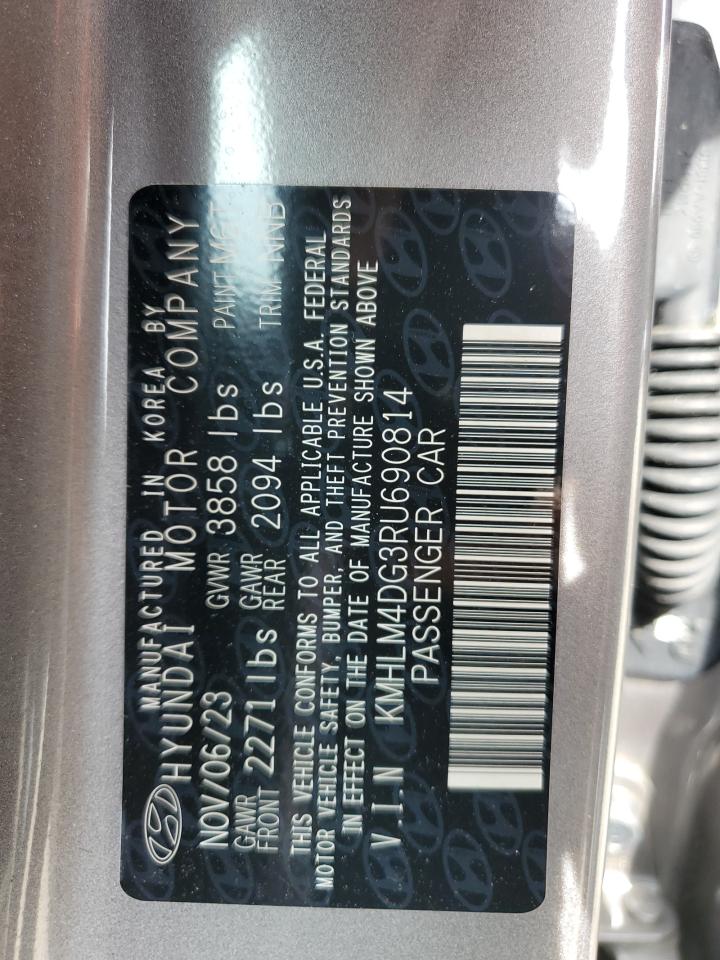 MANUFACTURED IN KOREA BY
HYUNDAI MOTOR COMPANY
NOV/06/23 GVWR 3858 lbs PAINT
GAWR FRONT 2271 lbs GAWR REAR 2094 lbs TRIM NNB
THIS VEHICLE CONFORMS TO ALL APPLICABLE U.S.A. FEDERAL
MOTOR VEHICLE SAFETY, BUMPER, AND THEFT PREVENTION STANDARDS
IN EFFECT ON THE DATE OF MANUFACTURE SHOWN ABOVE
V.I.N KMHLM4DG3RU690814
PASSENGER CAR